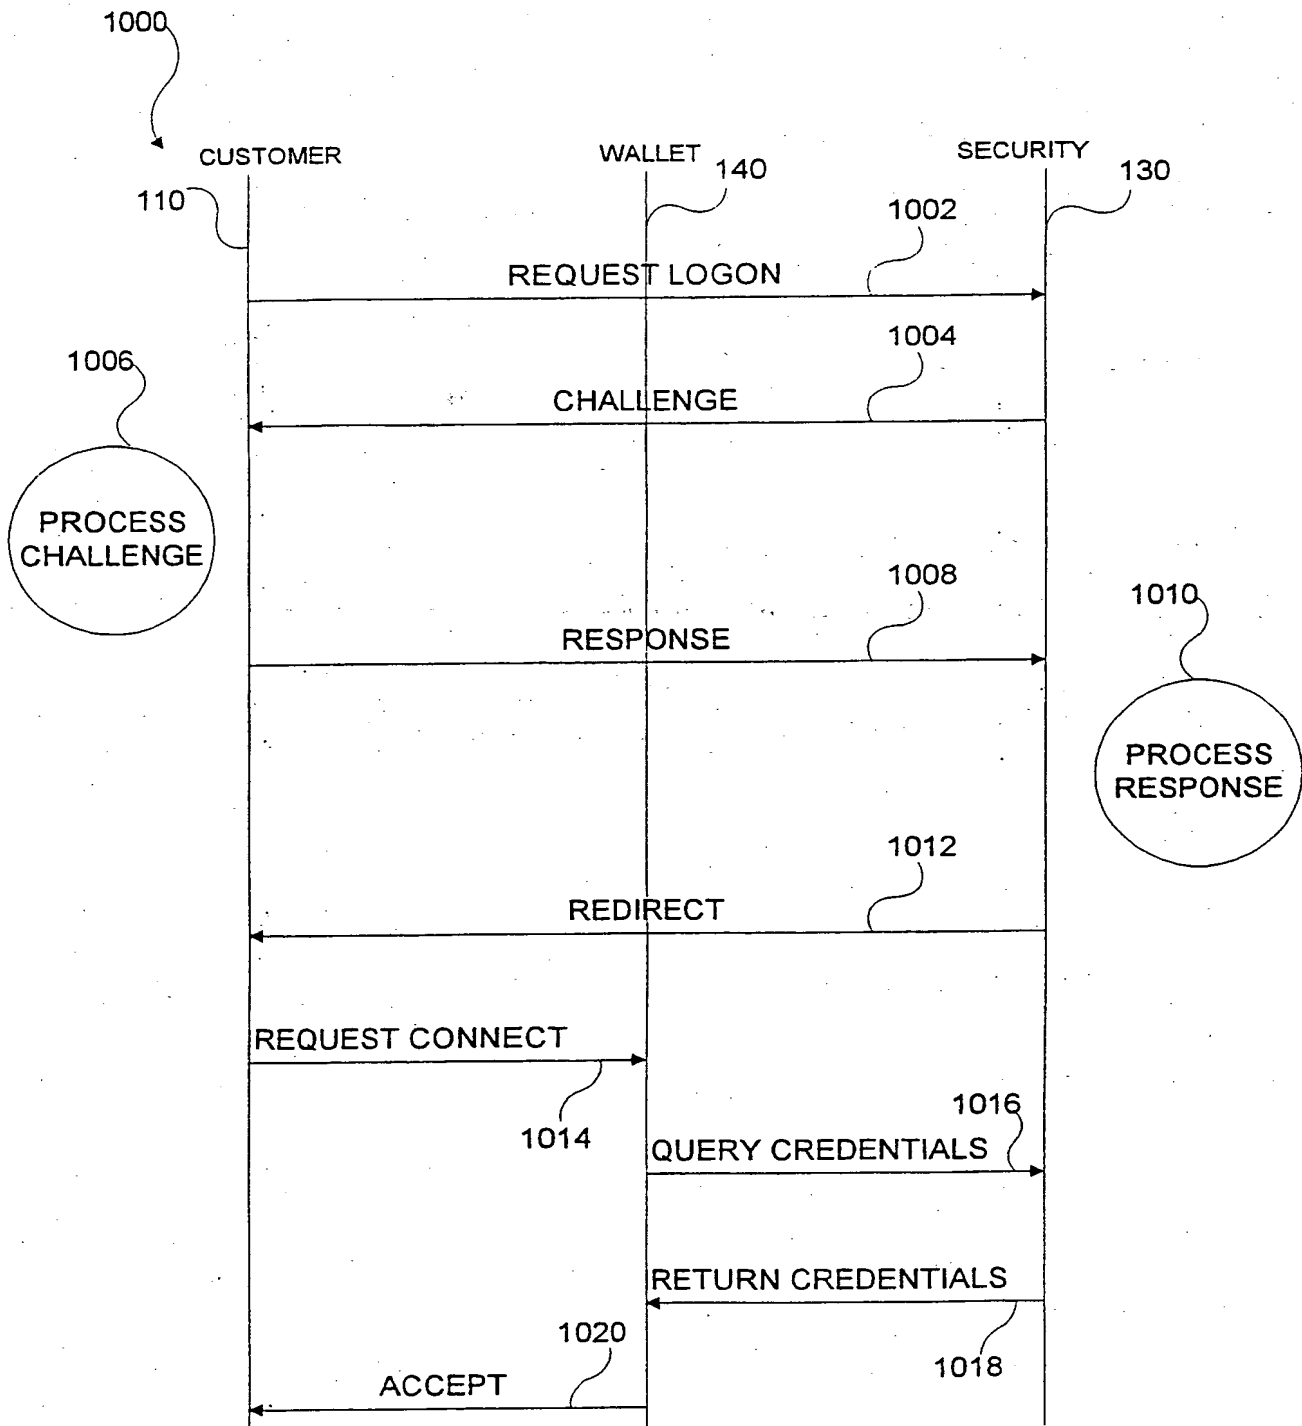 1000
CUSTOMER
WALLET
SECURITY
110
140
130
1002
REQUEST LOGON
1004
1006
CHALLENGE
PROCESS
CHALLENGE
1008
1010
RESPONSE
PROCESS
RESPONSE
1012
REDIRECT
REQUEST CONNECT
1014
1016
QUERY CREDENTIALS
RETURN CREDENTIALS
1018
1020
ACCEPT